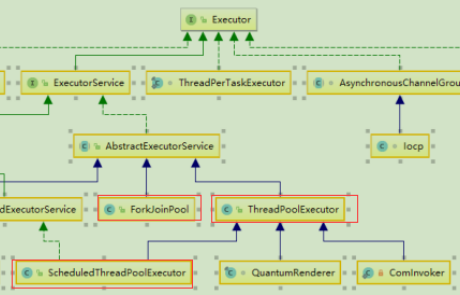 Executor
ExecutorService
ThreadPerTaskExecutor
AsynchronousChannelGrou
AbstractExecutorService
Iocp
dExecutorService
ForkJoinPool
ThreadPoolExecutor
ScheduledThreadPoolExecutor
QuantumRenderer
ComInvoker